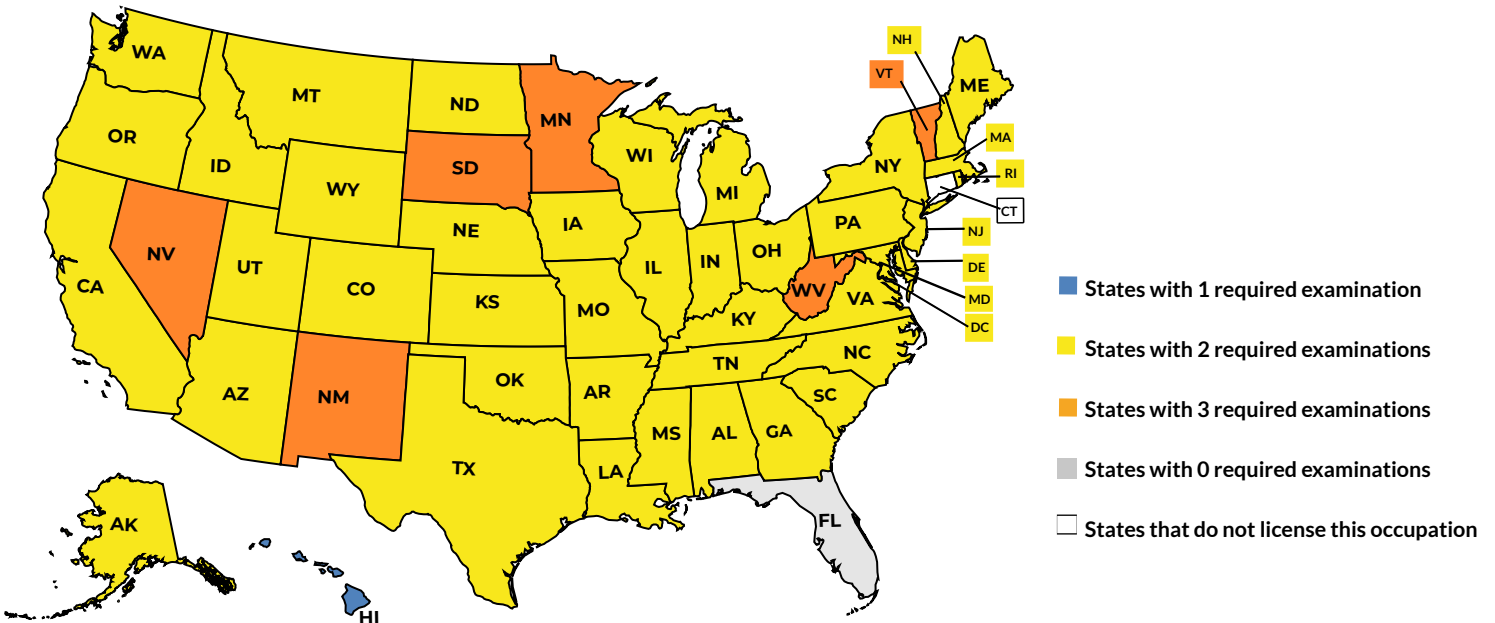 WA
MT
ND
MN
NH
VT
ME
OR
ID
WY
SD
WI
MI
NY
MA
RI
CT
NV
UT
CO
NE
IA
IL
IN
OH
PA
NJ
DE
MD
DC
CA
KS
MO
KY
WV
VA
AZ
NM
OK
AR
TN
NC
SC
TX
LA
MS
AL
GA
FL
AK
HI
States with 1 required examination
States with 2 required examinations
States with 3 required examinations
States with 0 required examinations
States that do not license this occupation